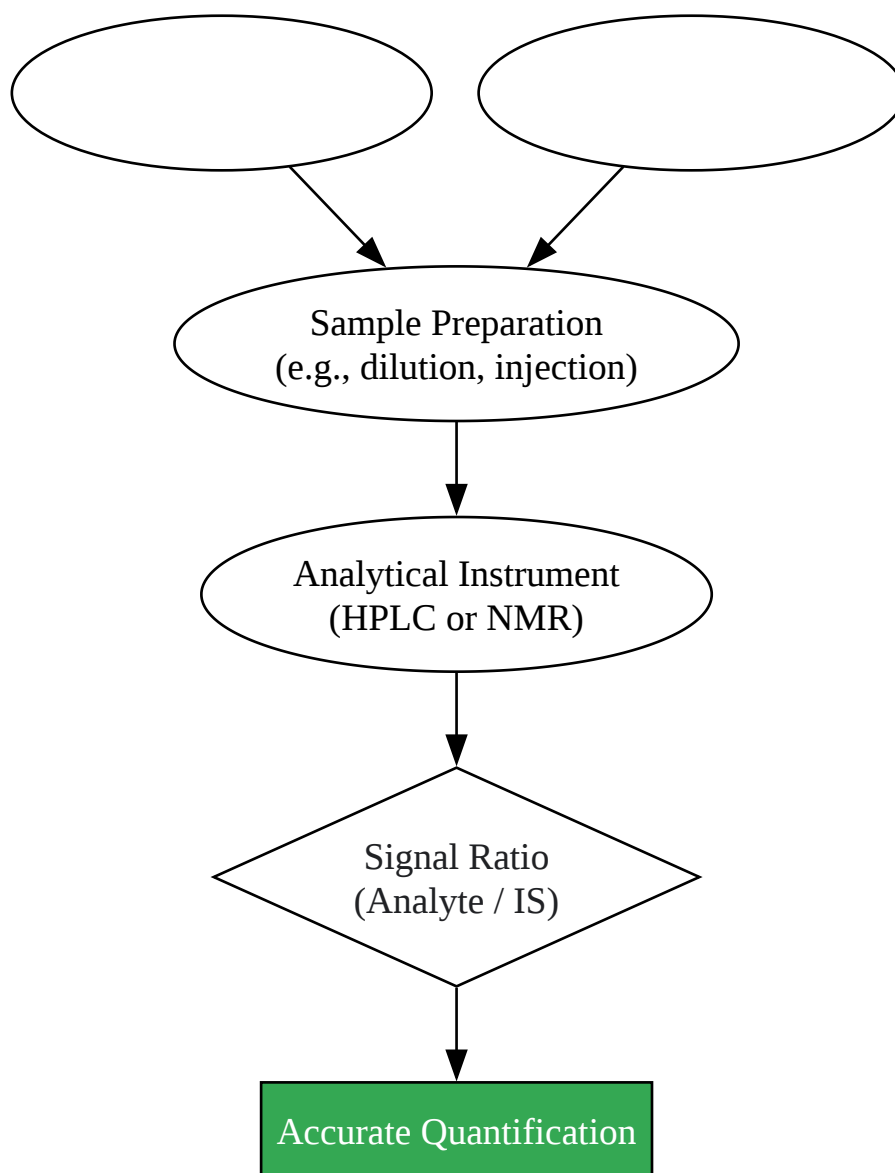 Sample Preparation
(e.g., dilution, injection)
Analytical Instrument
(HPLC or NMR)
Signal Ratio
(Analyte / IS)
Accurate Quantification